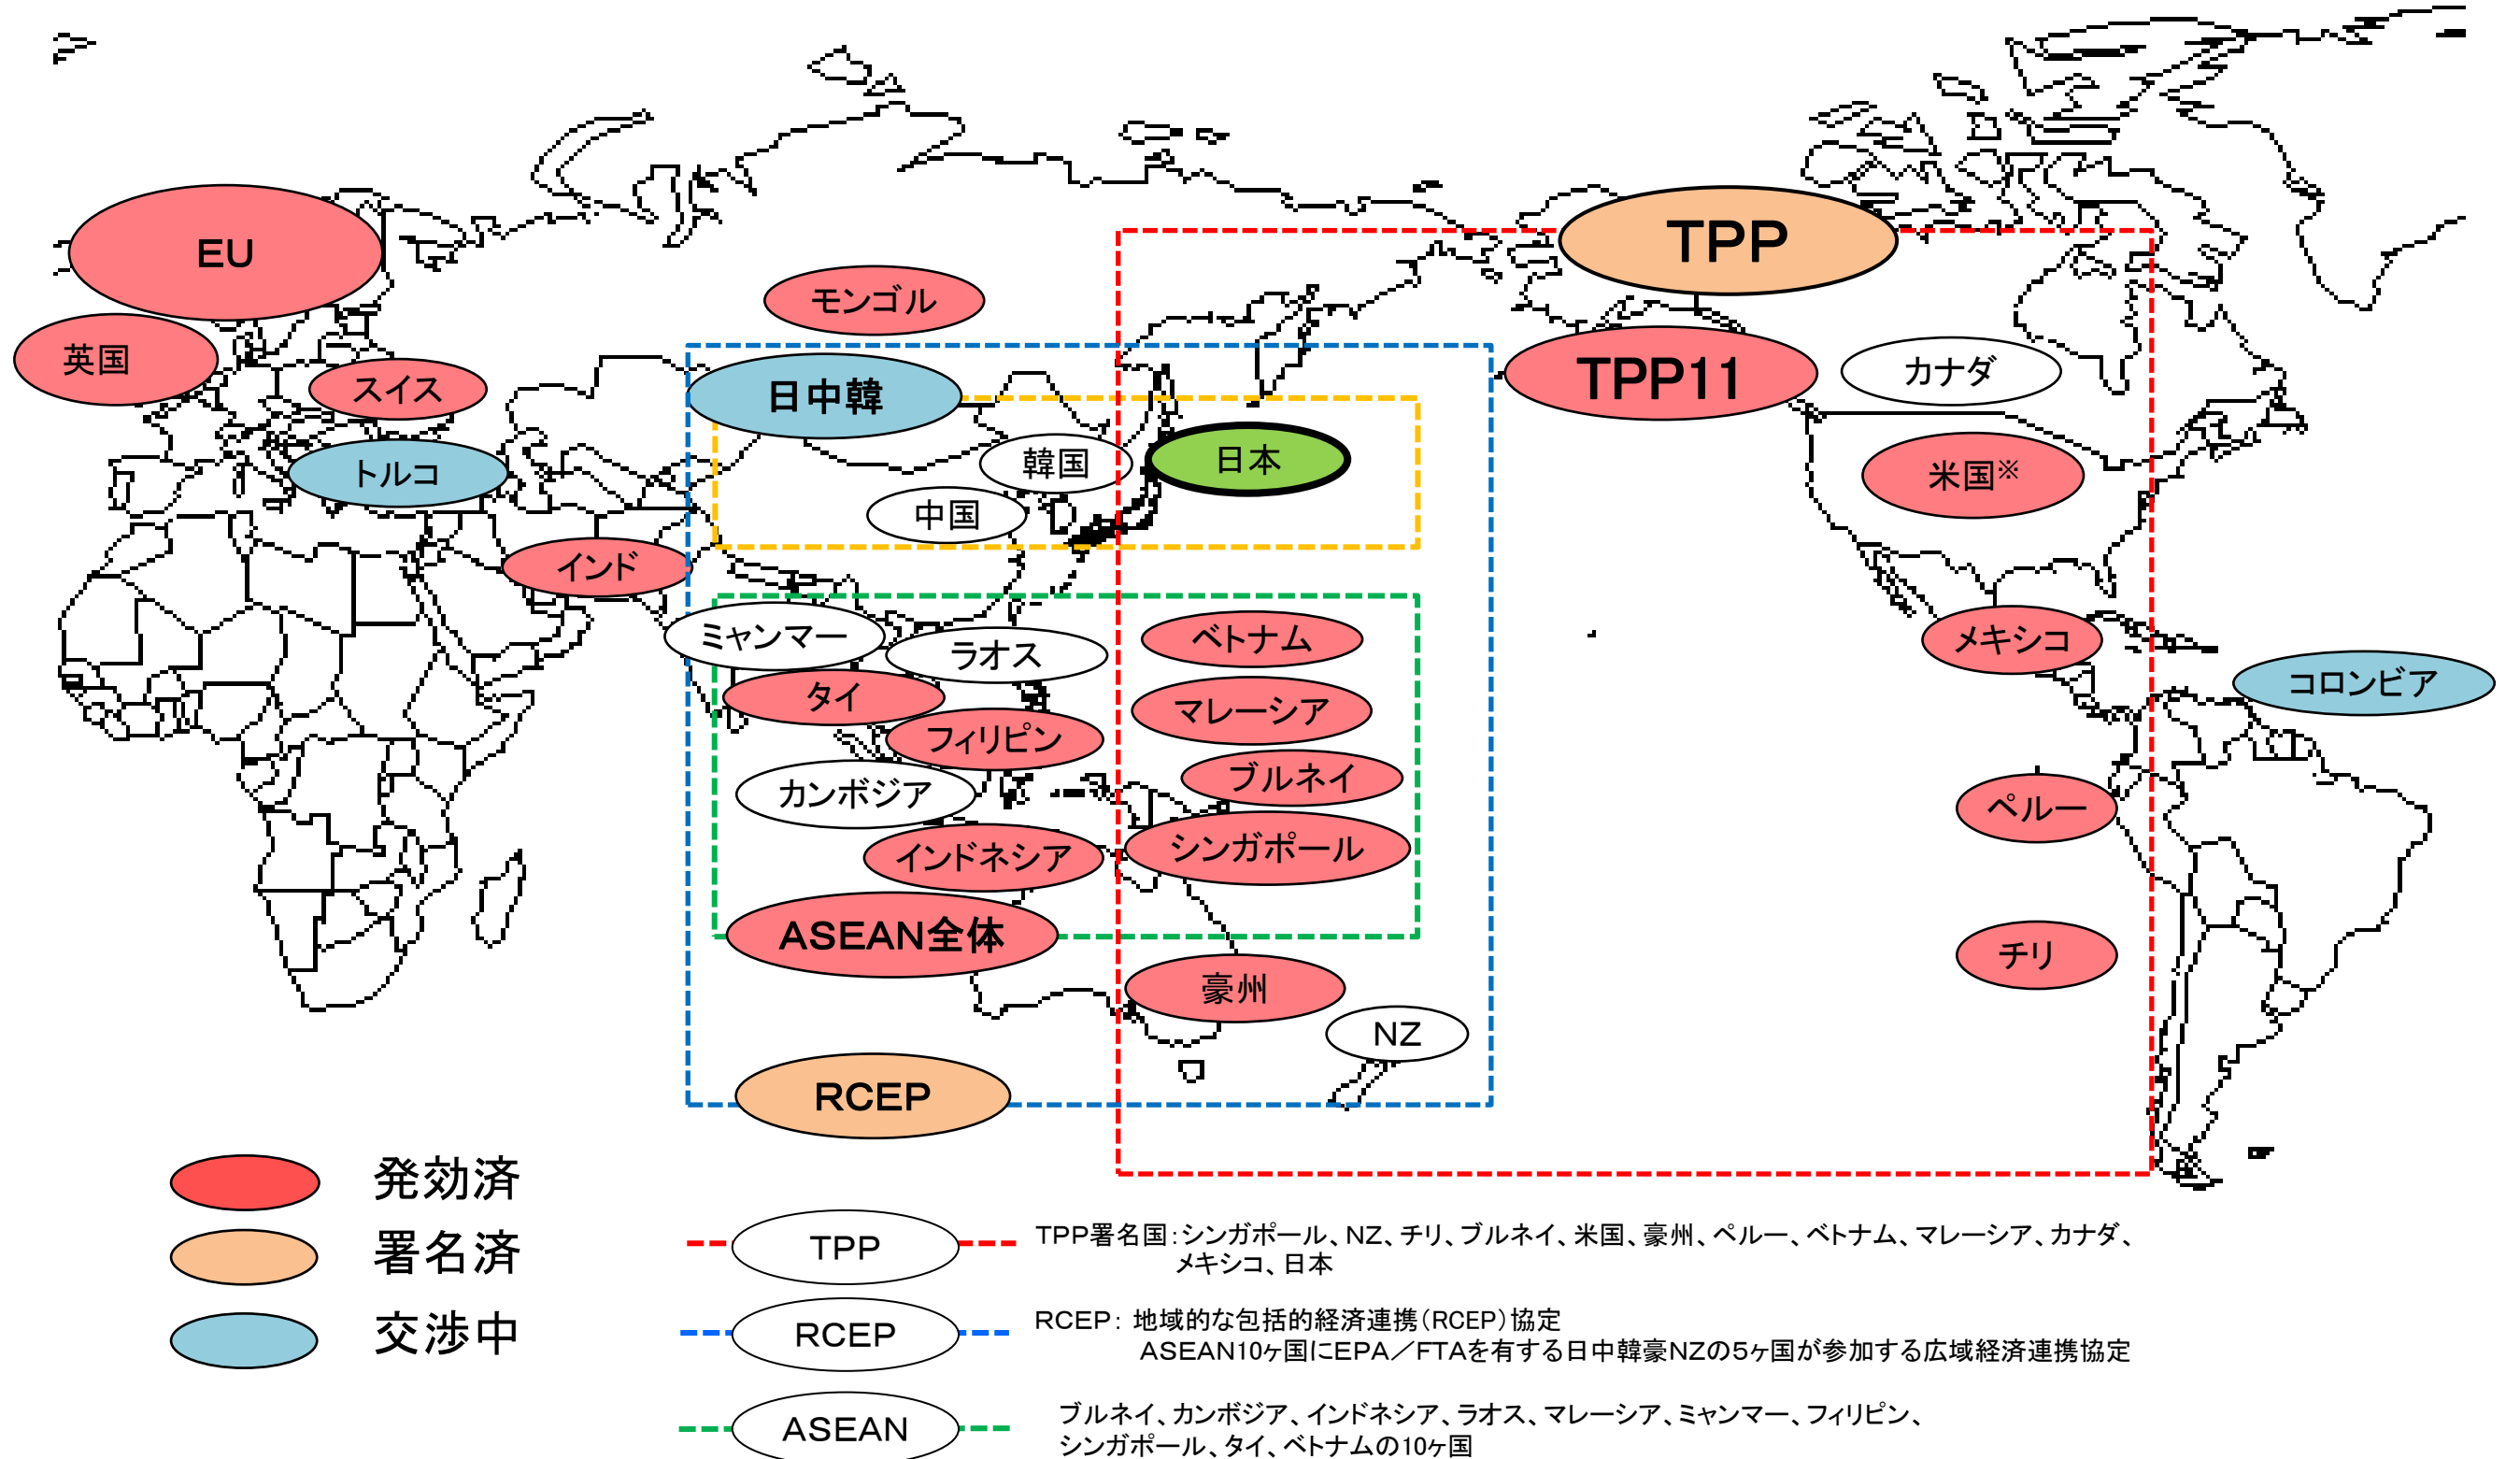 EU
英国
スイス
トルコ
インド
モンゴル
日中韓
韓国
中国
日本
TPP
TPP11
カナダ
米国※
メキシコ
コロンビア
ペルー
チリ
ミャンマー
ラオス
タイ
フィリピン
カンボジア
インドネシア
ASEAN全体
ベトナム
マレーシア
ブルネイ
シンガポール
豪州
NZ
RCEP
発効済
署名済
交渉中
TPP
TPP署名国：シンガポール、NZ、チリ、ブルネイ、米国、豪州、ペルー、ベトナム、マレーシア、カナダ、
メキシコ、日本
RCEP
RCEP： 地域的な包括的経済連携（RCEP）協定
ASEAN10ヶ国にEPA／FTAを有する日中韓豪NZの5ヶ国が参加する広域経済連携協定
ASEAN
ブルネイ、カンボジア、インドネシア、ラオス、マレーシア、ミャンマー、フィリピン、
シンガポール、タイ、ベトナムの10ヶ国